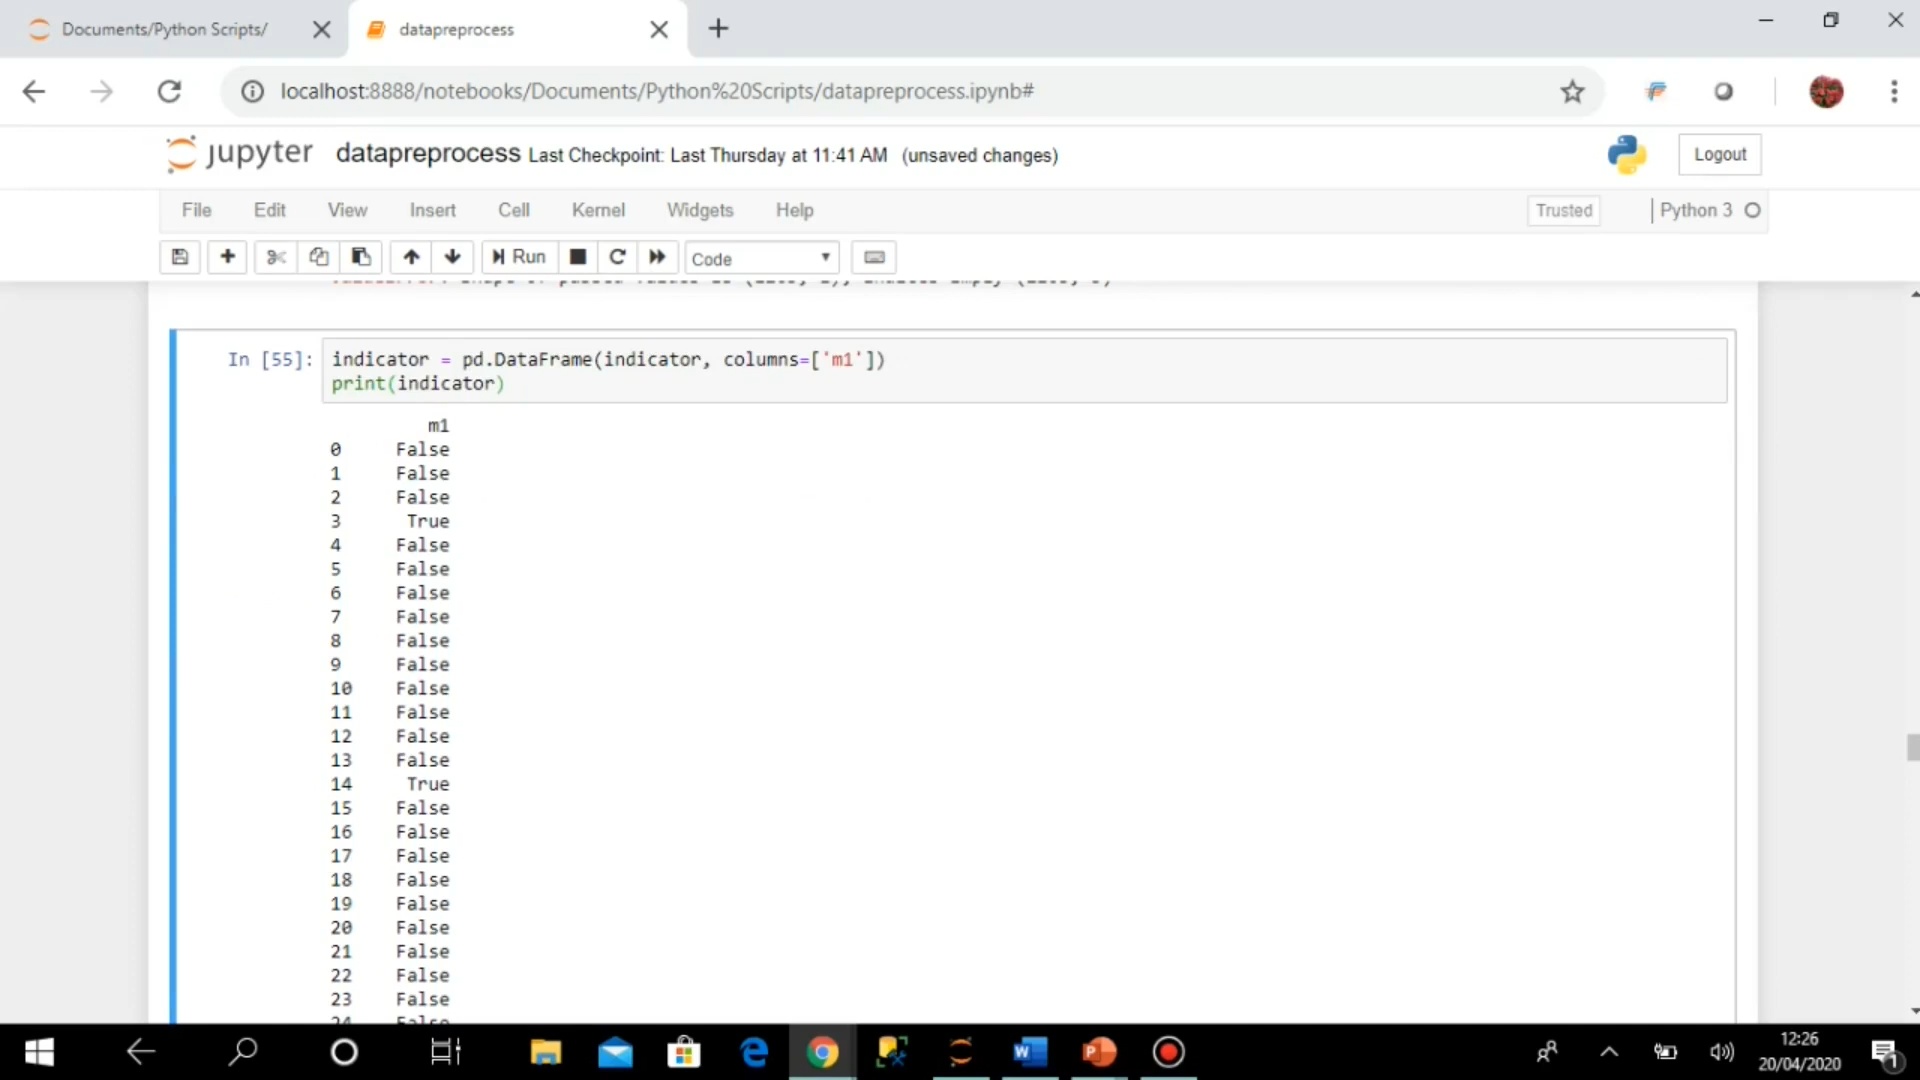 Documents/Python Scripts/
datapreprocess
localhost:8888/notebooks/Documents/Python%20Scripts/datapreprocess.ipynb#
jupyter datapreprocess Last Checkpoint: Last Thursday at 11:41 AM (unsaved changes)
Logout
File Edit View Insert Cell Kernel Widgets Help
Trusted
Python 3
Run
Code
In [55]: indicator = pd.DataFrame(indicator, columns=['m1'])
print(indicator)
m1
0 False
1 False
2 False
3 True
4 False
5 False
6 False
7 False
8 False
9 False
10 False
11 False
12 False
13 False
14 True
15 False
16 False
17 False
18 False
19 False
20 False
21 False
22 False
23 False
24 False
12:26
20/04/2020
1